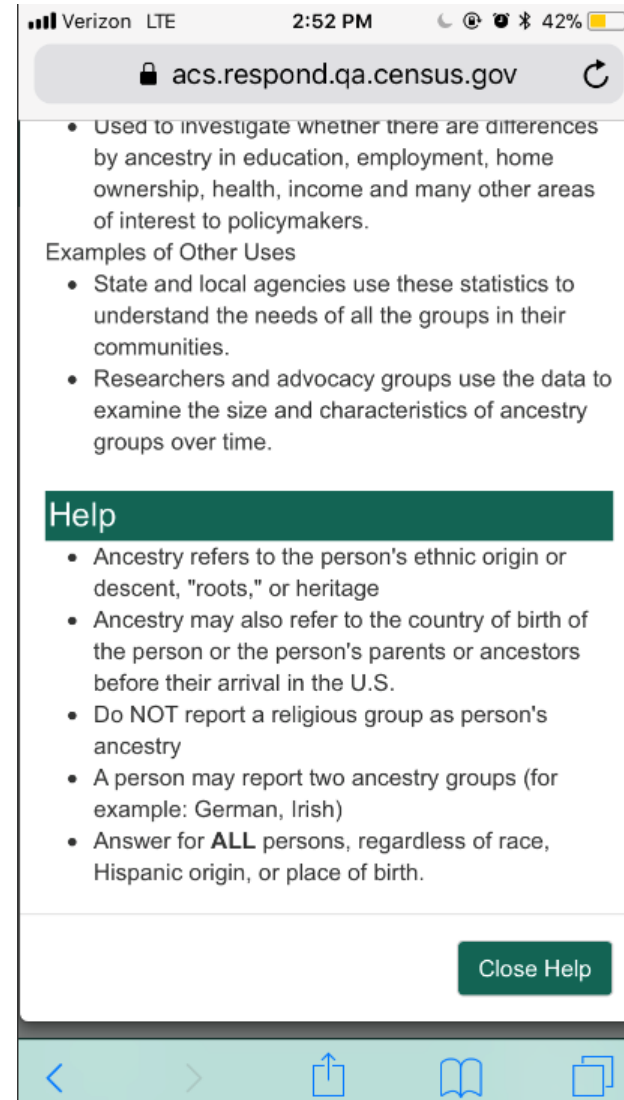 Verizon LTE 2:52 PM 42%
acs.respond.qa.census.gov
• Used to investigate whether there are differences
by ancestry in education, employment, home
ownership, health, income and many other areas
of interest to policymakers.
Examples of Other Uses
• State and local agencies use these statistics to
understand the needs of all the groups in their
communities.
• Researchers and advocacy groups use the data to
examine the size and characteristics of ancestry
groups over time.
Help
• Ancestry refers to the person's ethnic origin or
descent, "roots," or heritage
• Ancestry may also refer to the country of birth of
the person or the person's parents or ancestors
before their arrival in the U.S.
• Do NOT report a religious group as person's
ancestry
• A person may report two ancestry groups (for
example: German, Irish)
• Answer for ALL persons, regardless of race,
Hispanic origin, or place of birth.
Close Help